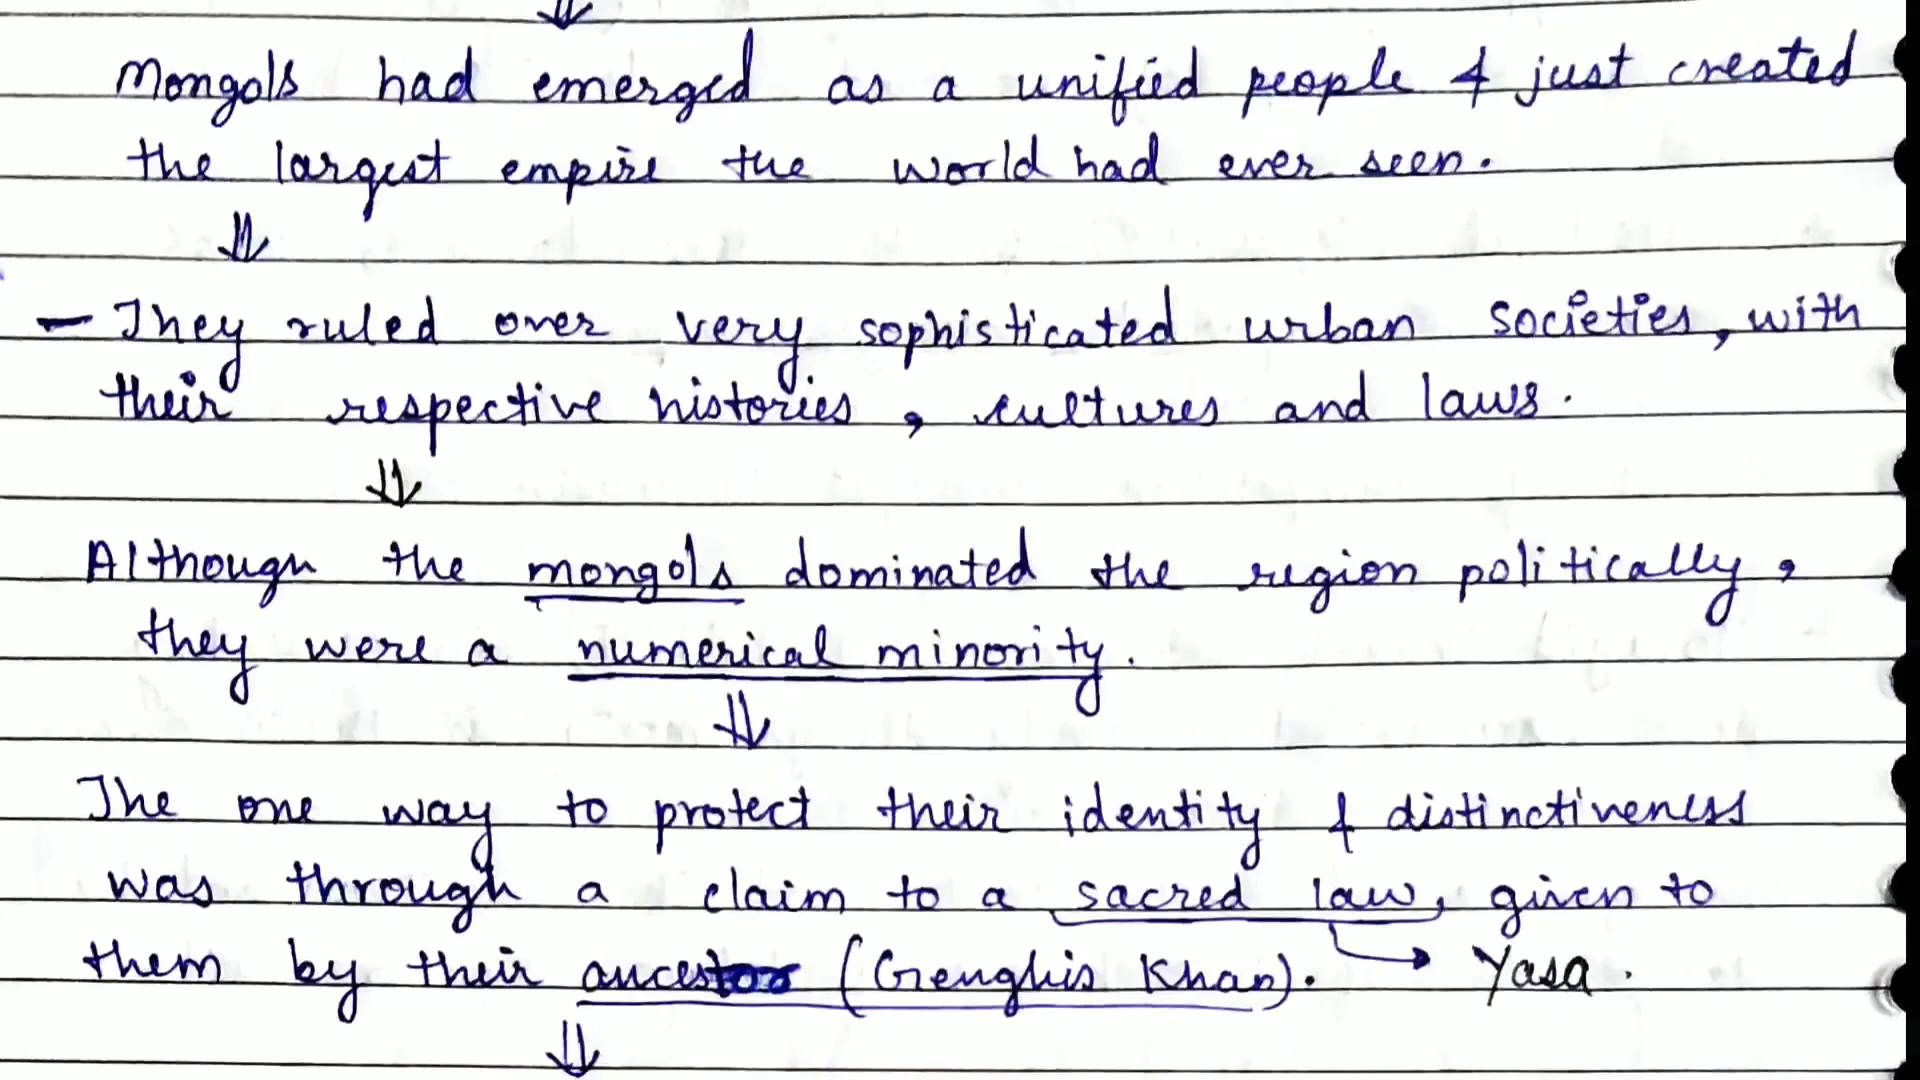 Mongols had emerged as a unified people & just created
the largest empire the world had ever seen.
- They ruled over very sophisticated urban societies, with
their respective histories, cultures and laws.
Although the mongols dominated the region politically,
they were a numerical minority.
The one way to protect their identity & distinctiveness
was through a claim to a sacred law, given to
them by their ancestor (Genghis Khan). → Yasa.